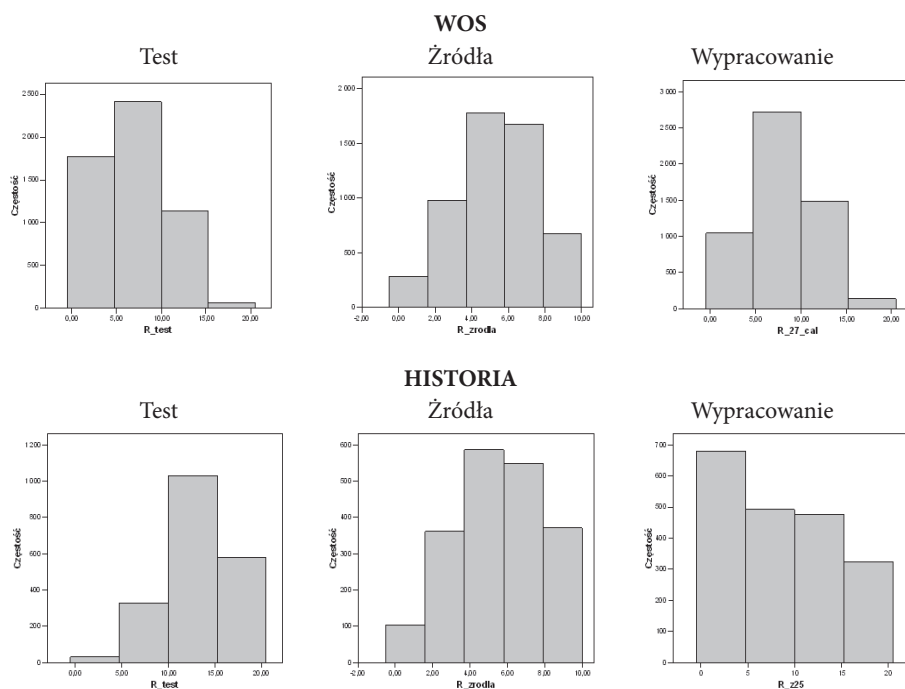 WOS
Test Źródła Wypracowanie
2 500
2 000
1 500
1 000
500
0
Częstość
0,00 5,00 10,00 15,00 20,00
R_test
2 000
1 500
1 000
500
0
Częstość
-2,00 0,00 2,00 4,00 6,00 8,00 10,00
R_zrodla
3 000
2 500
2 000
1 500
1 000
500
0
Częstość
0,00 5,00 10,00 15,00 20,00
R_27_cal
HISTORIA
Test Źródła Wypracowanie
1 200
1 000
800
600
400
200
0
Częstość
0,00 5,00 10,00 15,00 20,00
R_test
600
500
400
300
200
100
0
Częstość
-2,00 0,00 2,00 4,00 6,00 8,00 10,00
R_zrodla
700
600
500
400
300
200
100
0
Częstość
0 5 10 15 20
R_z25